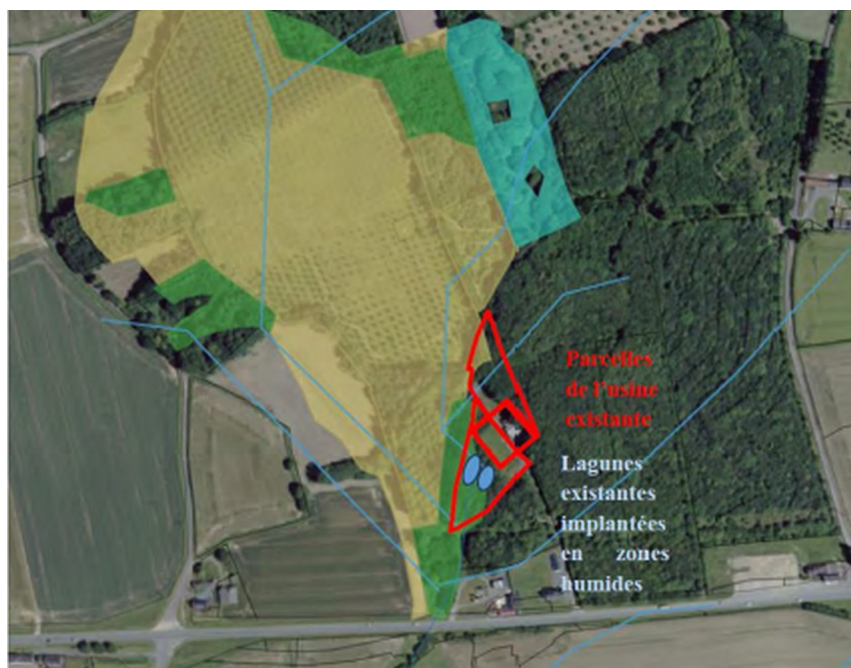 Parcelles
de l'usine
existante
Lagunes
existantes
implantées
en zones
humides